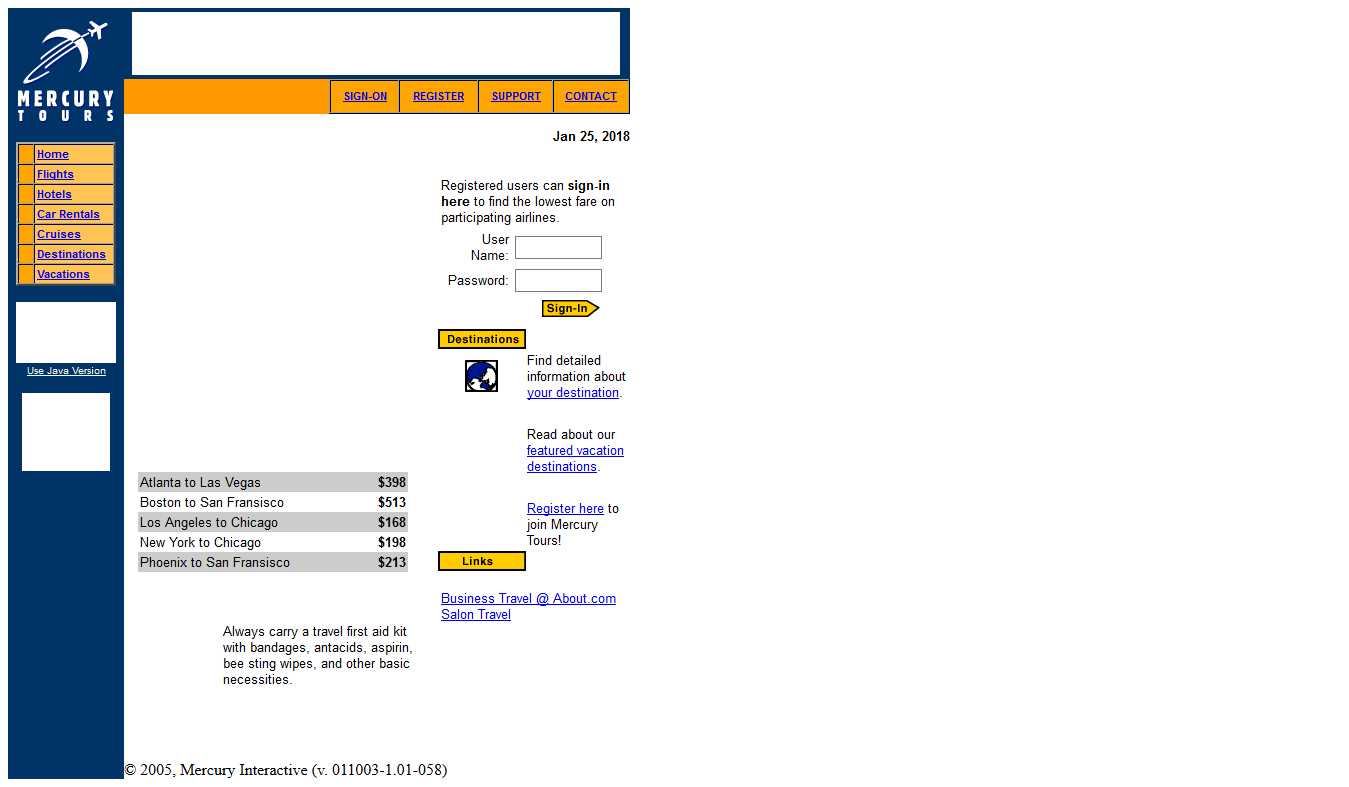 MERCURY
TOURS
SIGN-ON REGISTER SUPPORT CONTACT
Jan 25, 2018
Home
Flights
Hotels
Car Rentals
Cruises
Destinations
Vacations
Use Java Version
Registered users can sign-in
here to find the lowest fare on
participating airlines.
User
Name:
Password:
Sign-In
Destinations
Find detailed
information about
your destination.
Read about our
featured vacation
destinations.
Register here to
join Mercury
Tours!
Links
Business Travel @ About.com
Salon Travel
Atlanta to Las Vegas $398
Boston to San Fransisco $513
Los Angeles to Chicago $168
New York to Chicago $198
Phoenix to San Fransisco $213
Always carry a travel first aid kit
with bandages, antacids, aspirin,
bee sting wipes, and other basic
necessities.
© 2005, Mercury Interactive (v. 011003-1.01-058)